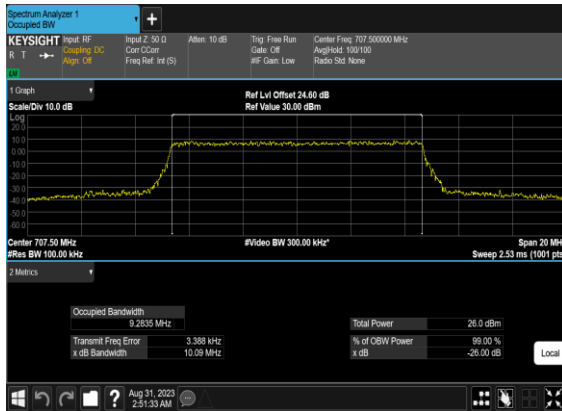 Spectrum Analyzer 1
Occupied BW
+
KEYSIGHT Input: RF Input Z: 50 Ω Atten: 10 dB Trig: Free Run Center Freq: 707.500000 MHz
R T Coupling: DC Corr CCorr Gate: Off Avg|Hold: 100/100
Align: Off Freq Ref: Int (S) #IF Gain: Low Radio Std: None
1 Graph
Ref Lvl Offset 24.60 dB
Scale/Div 10.0 dB Ref Value 30.00 dBm
Log
20.0
10.0
0.00
-10.0
-20.0
-30.0
-40.0
-50.0
-60.0
Center 707.50 MHz #Video BW 300.00 kHz* Span 20 MH
#Res BW 100.00 kHz Sweep 2.53 ms (1001 pts
2 Metrics
Occupied Bandwidth
9.2835 MHz Total Power 26.0 dBm
Transmit Freq Error 3.388 kHz % of OBW Power 99.00 %
x dB Bandwidth 10.09 MHz x dB -26.00 dB
Local
? Aug 31, 2023
2:51:33 AM